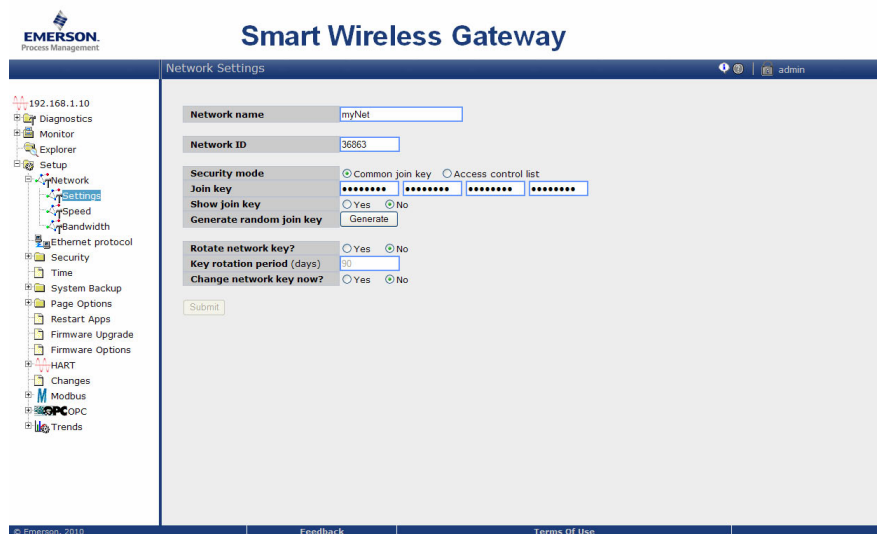 EMERSON.
Process Management
Smart Wireless Gateway
Network Settings
admin
192.168.1.10
Diagnostics
Monitor
Explorer
Setup
Network
Settings
Speed
Bandwidth
Ethernet protocol
Security
Time
System Backup
Page Options
Restart Apps
Firmware Upgrade
Firmware Options
HART
Changes
Modbus
OPC OPC
Trends
Network name myNet
Network ID 36863
Security mode Common join key Access control list
Join key •••••••• •••••••• •••••••• ••••••••
Show join key Yes No
Generate random join key Generate
Rotate network key? Yes No
Key rotation period (days) 90
Change network key now? Yes No
Submit
© Emerson, 2010 Feedback Terms Of Use